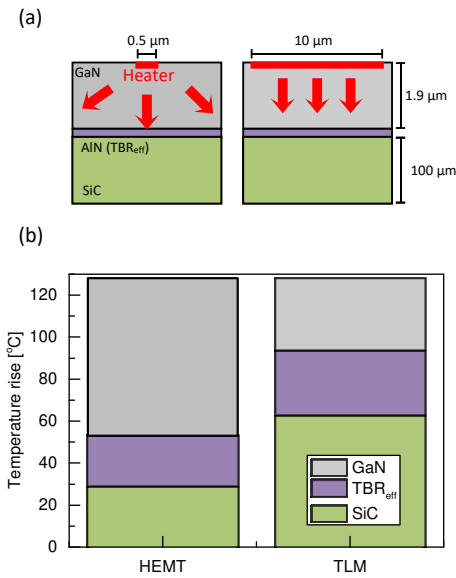 (a)
0.5 µm
10 µm
GaN
Heater
1.9 µm
AlN (TBReff)
100 µm
SiC
(b)
Temperature rise [°C]
120
100
80
60
40
20
0
GaN
TBReff
SiC
HEMT
TLM